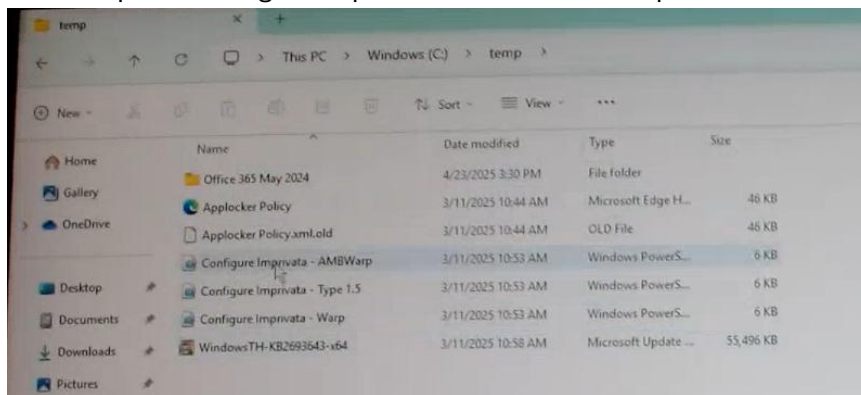 temp
This PC > Windows (C:) > temp >
New
Sort
View
...
Name Date modified Type Size
Home
Gallery
OneDrive
Desktop
Documents
Downloads
Pictures
Office 365 May 2024 4/23/2025 3:30 PM File folder
Applocker Policy 3/11/2025 10:44 AM Microsoft Edge H... 46 KB
Applocker Policy.xml.old 3/11/2025 10:44 AM OLD File 46 KB
Configure Imprivata - AMBWarp 3/11/2025 10:53 AM Windows PowerS... 6 KB
Configure Imprivata - Type 1.5 3/11/2025 10:53 AM Windows PowerS... 6 KB
Configure Imprivata - Warp 3/11/2025 10:53 AM Windows PowerS... 6 KB
WindowsTH-KB2693643-x64 3/11/2025 10:58 AM Microsoft Update ... 55,496 KB